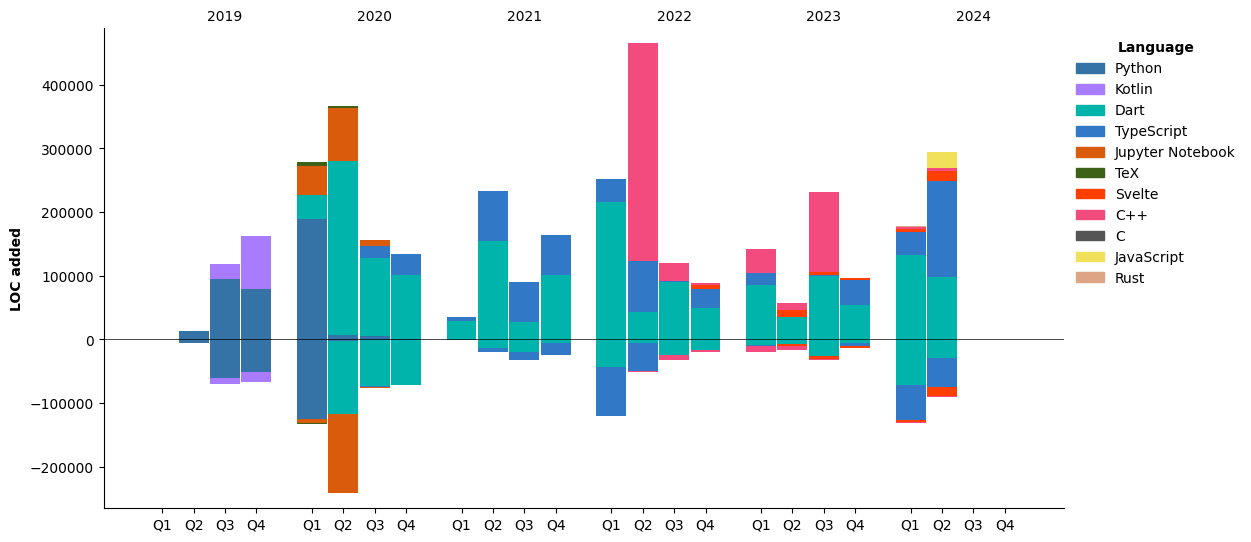 2019 2020 2021 2022 2023 2024
LOC added
400000
300000
200000
100000
0
−100000
−200000
Q1 Q2 Q3 Q4 Q1 Q2 Q3 Q4 Q1 Q2 Q3 Q4 Q1 Q2 Q3 Q4 Q1 Q2 Q3 Q4 Q1 Q2 Q3 Q4
Language
Python
Kotlin
Dart
TypeScript
Jupyter Notebook
TeX
Svelte
C++
C
JavaScript
Rust